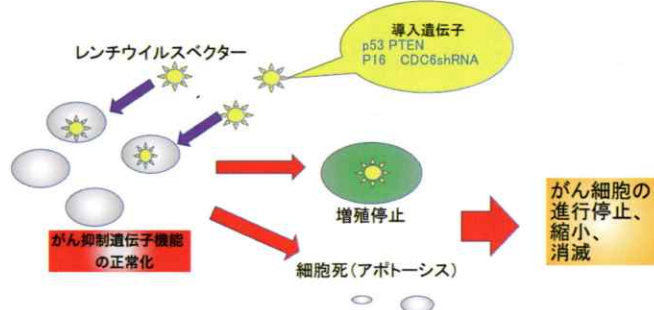 導入遺伝子
p53 PTEN
P16 CDC6shRNA
レンチウイルスベクター
増殖停止
がん抑制遺伝子機能
の正常化
細胞死(アポトーシス)
がん細胞の
進行停止、
縮小、
消滅